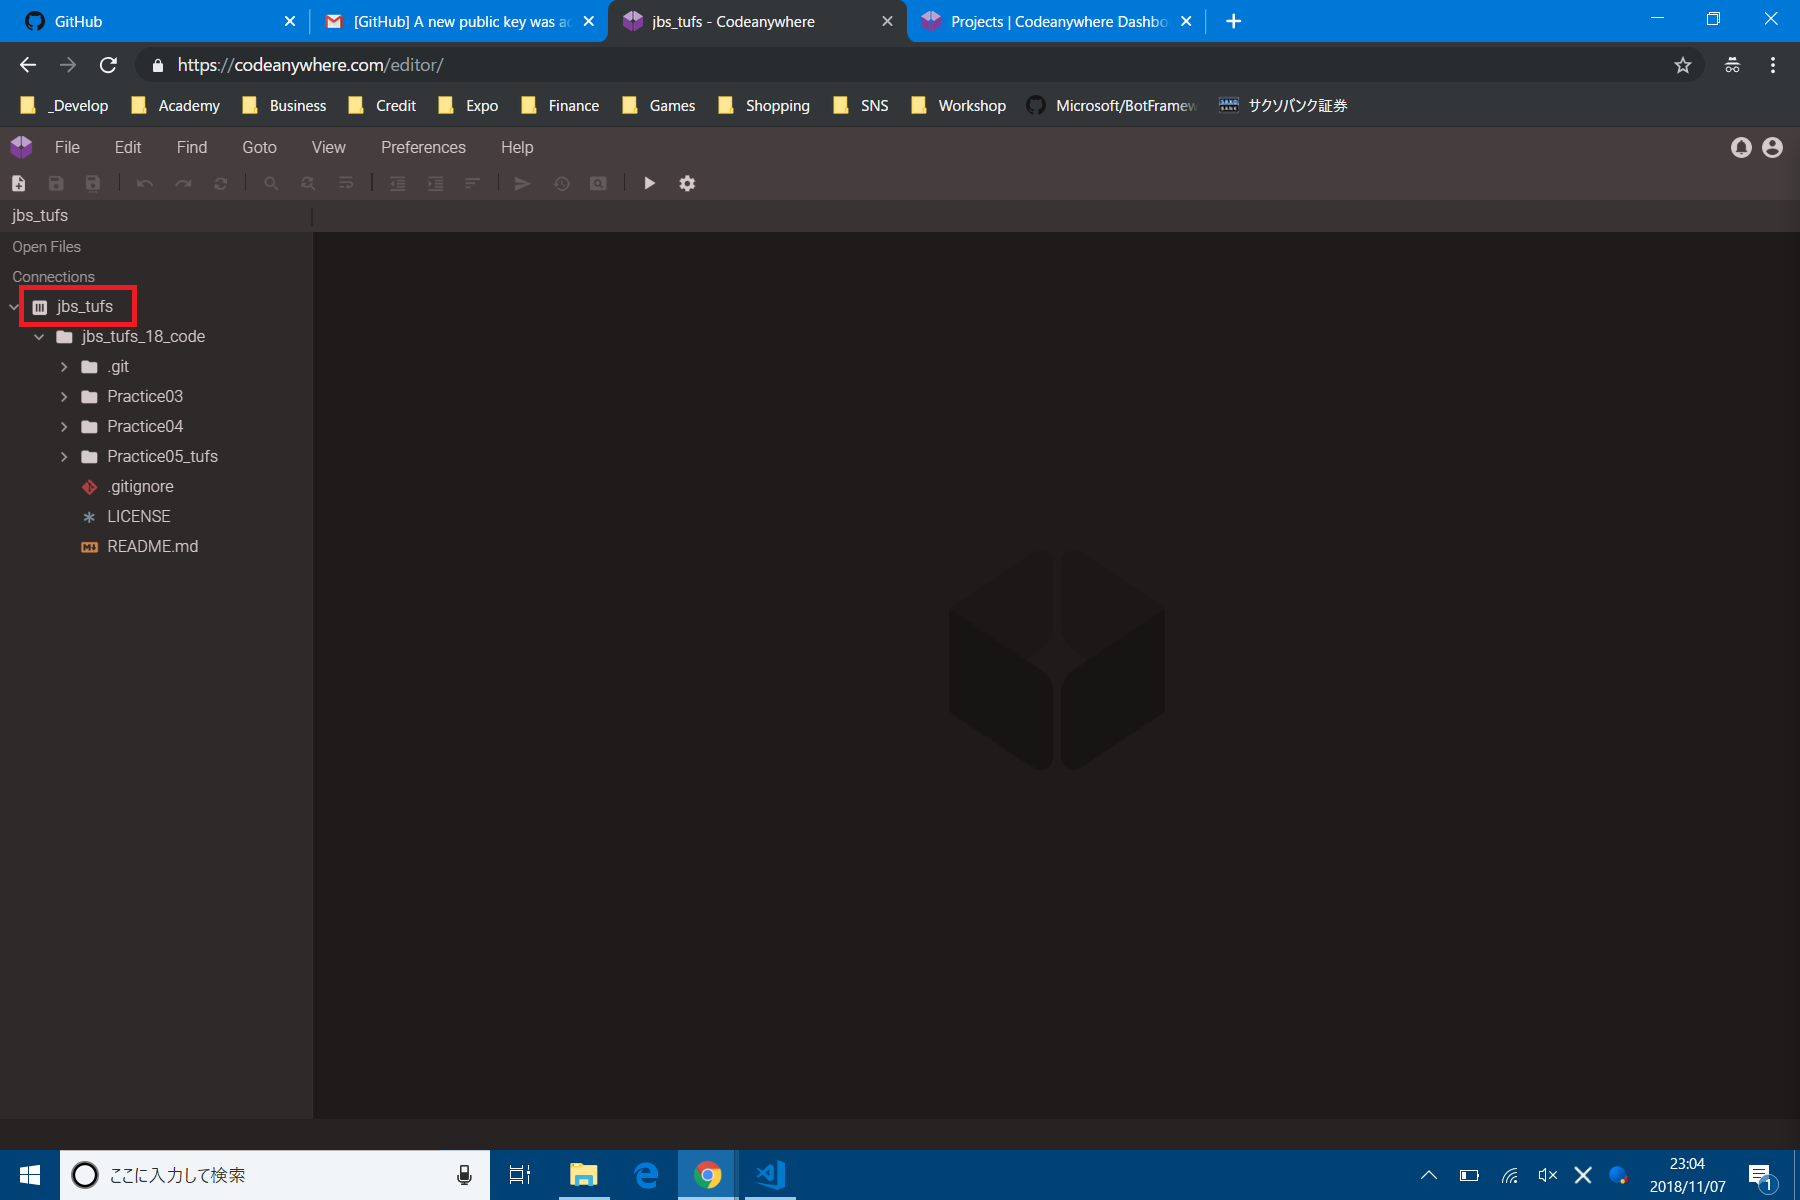 GitHub
[GitHub] A new public key was ac
jbs_tufs - Codeanywhere
Projects | Codeanywhere Dashbo
https://codeanywhere.com/editor/
_Develop
Academy
Business
Credit
Expo
Finance
Games
Shopping
SNS
Workshop
Microsoft/BotFramew
サクソバンク証券
File
Edit
Find
Goto
View
Preferences
Help
jbs_tufs
Open Files
Connections
jbs_tufs
jbs_tufs_18_code
.git
Practice03
Practice04
Practice05_tufs
.gitignore
LICENSE
README.md
ここに入力して検索
23:04
2018/11/07
1